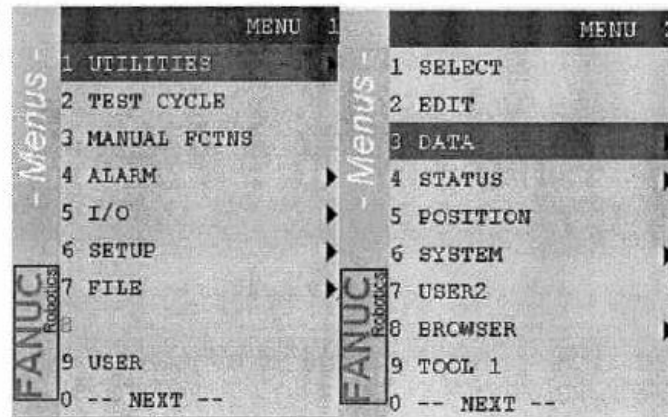 MENU 1
- Menus -
1 UTILITIES
2 TEST CYCLE
3 MANUAL FCTNS
4 ALARM
5 I/O
6 SETUP
7 FILE
8
9 USER
0 -- NEXT --
FANUC
Robotics
MENU
- Menus -
1 SELECT
2 EDIT
3 DATA
4 STATUS
5 POSITION
6 SYSTEM
7 USER2
8 BROWSER
9 TOOL 1
0 -- NEXT --
FANUC
Robotics